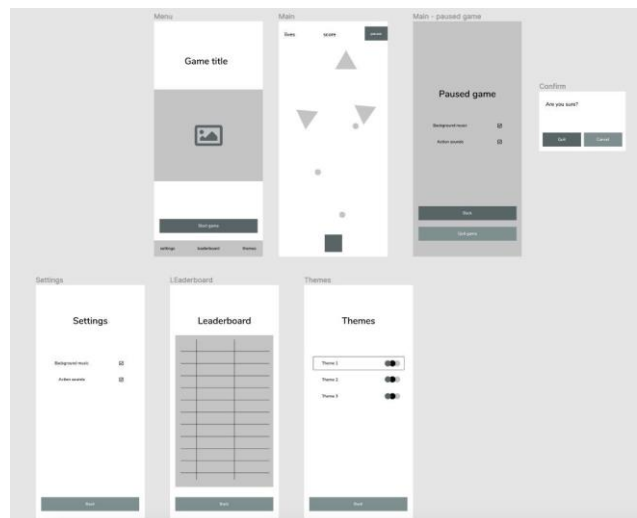 Menu
Game title
Start game
settings leaderboard themes
Main
lives score pause
Main - paused game
Paused game
Background music
Action sounds
Back
Quit game
Confirm
Are you sure?
Quit Cancel
Settings
Settings
Background music
Action sounds
Back
LEaderboard
Leaderboard
Back
Themes
Themes
Theme 1
Theme 2
Theme 3
Back